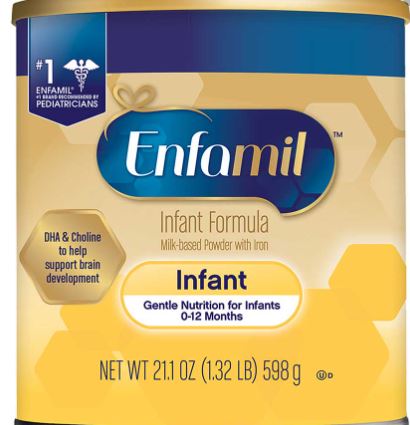 #1
ENFAMIL®
#1 BRAND RECOMMENDED BY
PEDIATRICIANS
Enfamil™
Infant Formula
Milk-based Powder with Iron
DHA & Choline
to help
support brain
development
Infant
Gentle Nutrition for Infants
0-12 Months
NET WT 21.1 OZ (1.32 LB) 598 g Ⓤ D